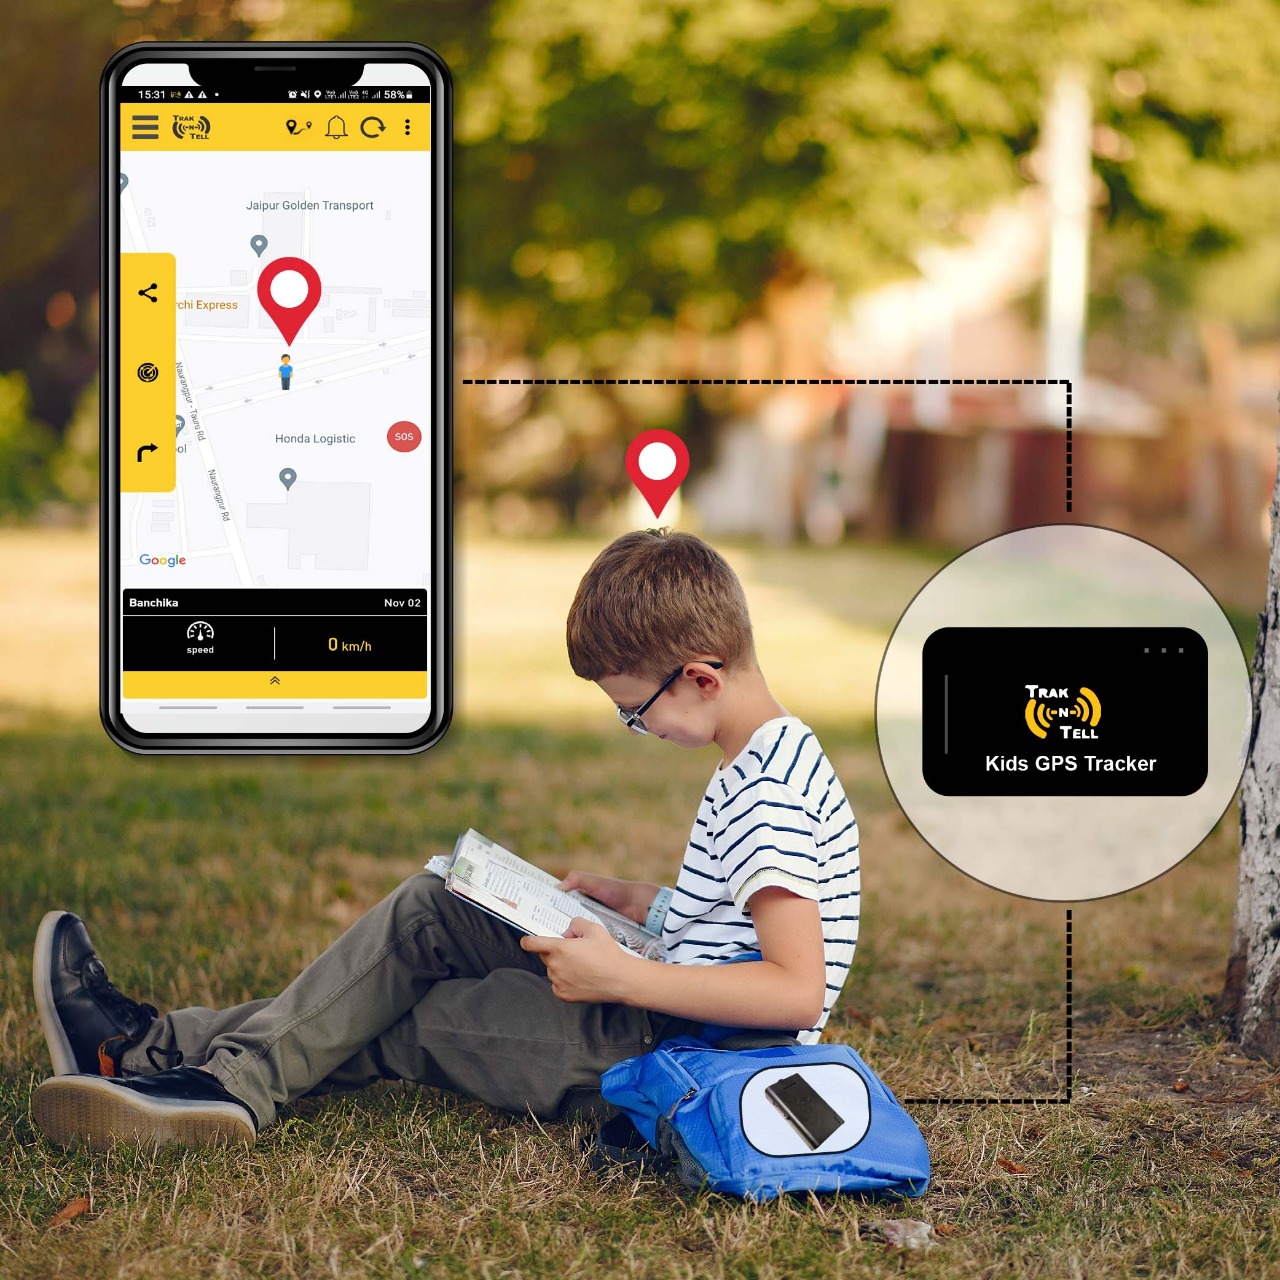 15:31
58%
TRAK
-N-
TELL
Jaipur Golden Transport
rchi Express
Naurangpur - Tauru Rd
ol
Honda Logistic
SOS
Naurangpur Rd
Google
Banchika Nov 02
speed 0 km/h
TRAK
-N-
TELL
Kids GPS Tracker